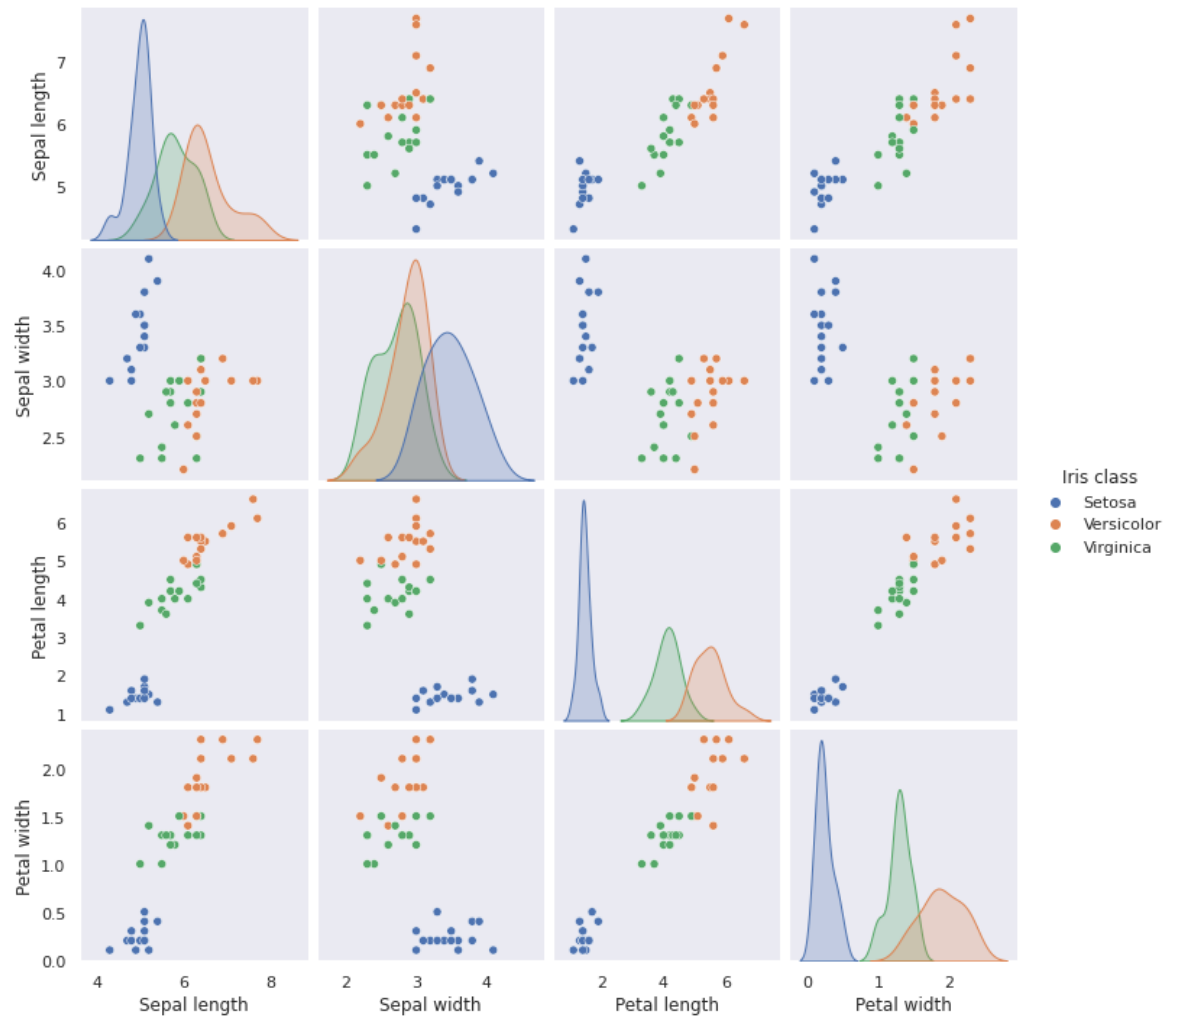 Sepal length
7
6
5
Sepal width
4.0
3.5
3.0
2.5
Iris class
Setosa
Versicolor
Virginica
Petal length
6
5
4
3
2
1
Petal width
2.0
1.5
1.0
0.5
0.0
4 6 8 2 3 4 2 4 6 0 1 2
Sepal length Sepal width Petal length Petal width